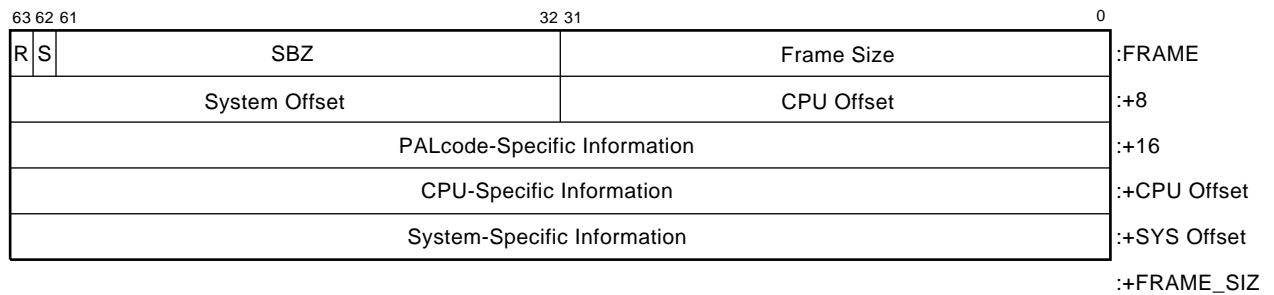 63 62 61 32 31 0
R S SBZ Frame Size :FRAME
System Offset CPU Offset :+8
PALcode-Specific Information :+16
CPU-Specific Information :+CPU Offset
System-Specific Information :+SYS Offset
:+FRAME_SIZ